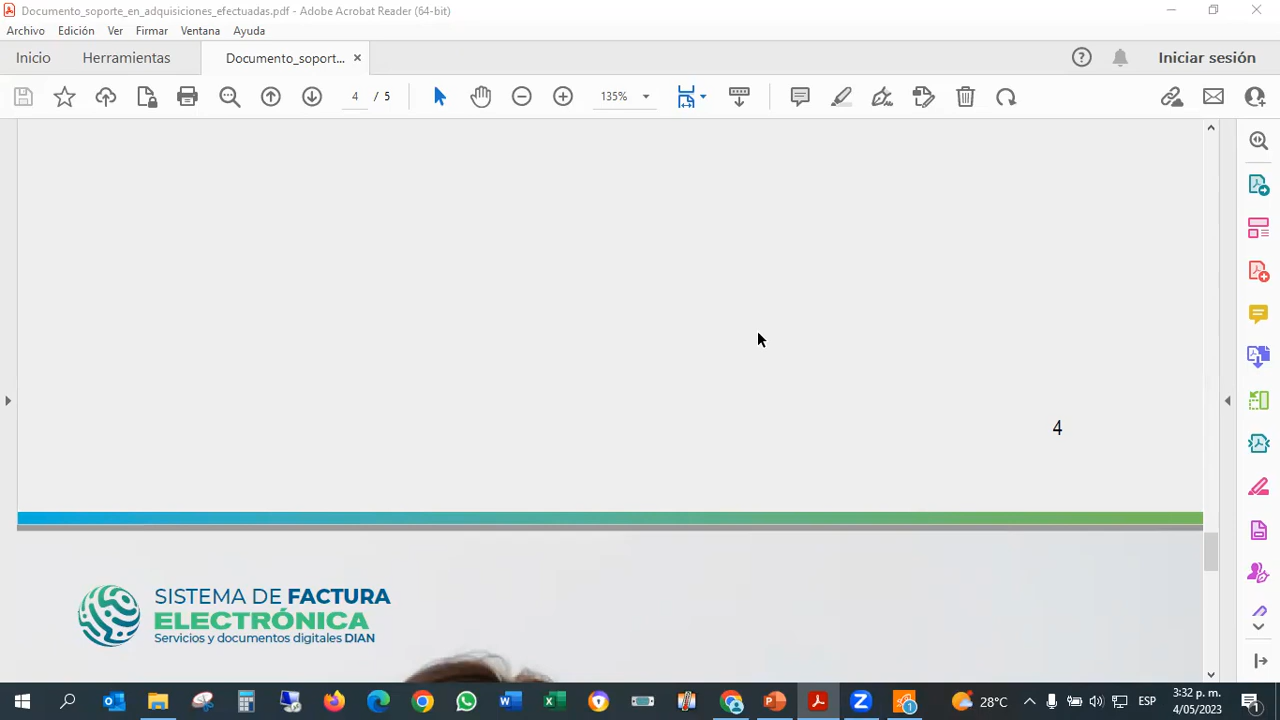 Documento_soporte_en_adquisiciones_efectuadas.pdf - Adobe Acrobat Reader (64-bit)
Archivo Edición Ver Firmar Ventana Ayuda
Inicio Herramientas Documento_soport... × Iniciar sesión
4 / 5 135%
4
SISTEMA DE FACTURA
ELECTRÓNICA
Servicios y documentos digitales DIAN
28°C ESP 3:32 p. m.
4/05/2023